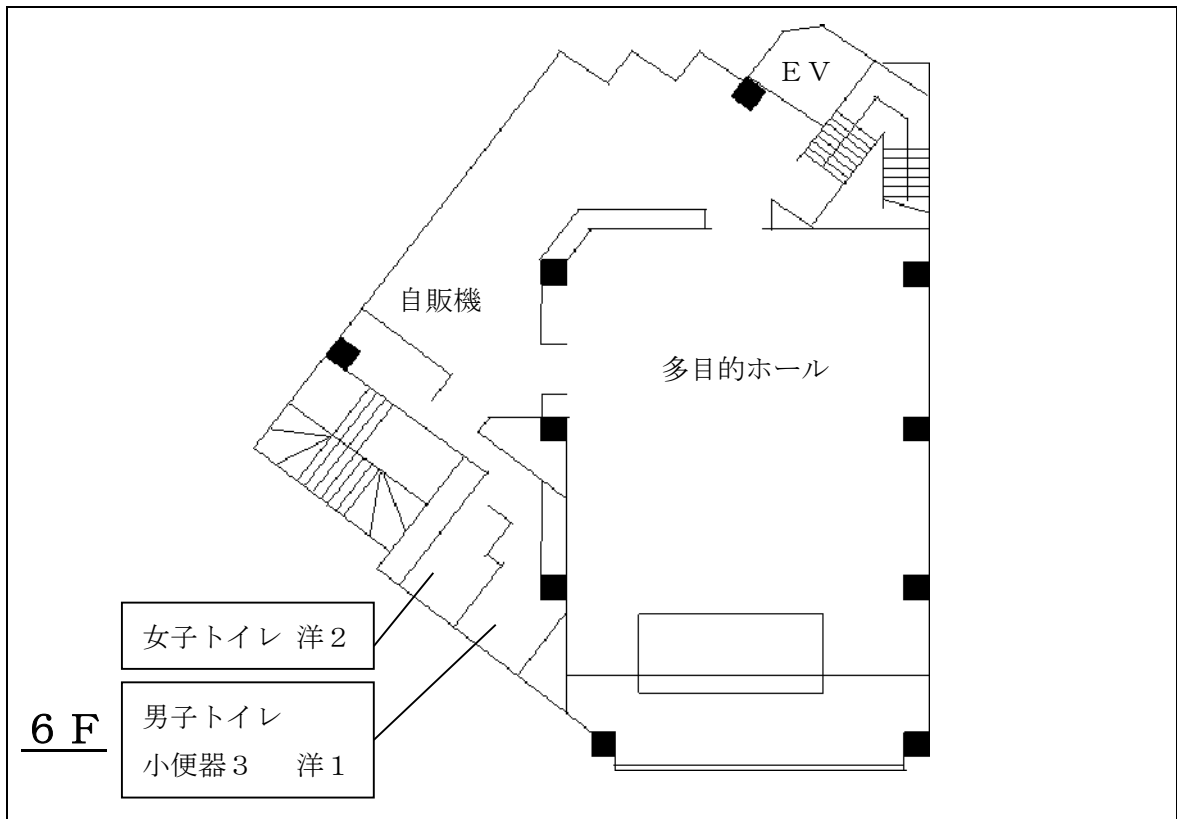 ＥＶ
自販機
多目的ホール
女子トイレ 洋２
男子トイレ
小便器３　洋１
６Ｆ